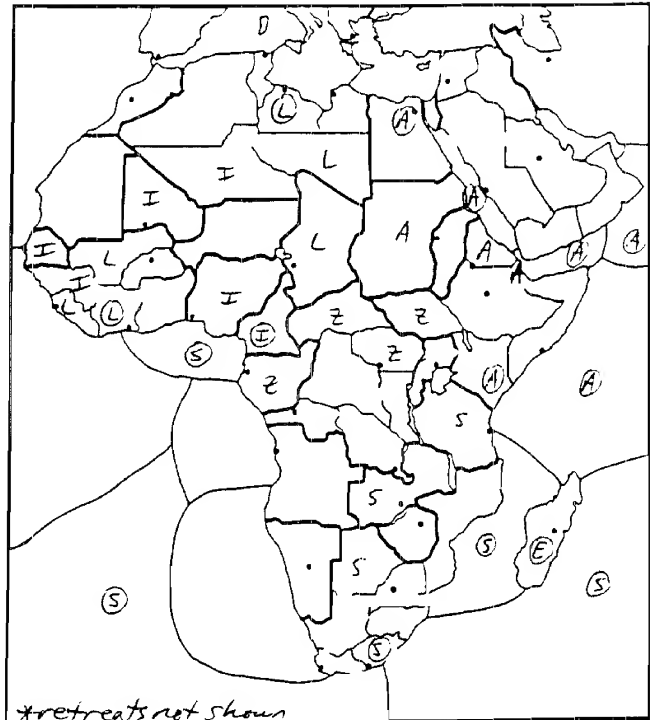 D
L A
I I L
A
I L L A A A A
I A
L L I Z Z
I
S Z
Z A A
S
S
S E
S S S
S
*retreats not shown